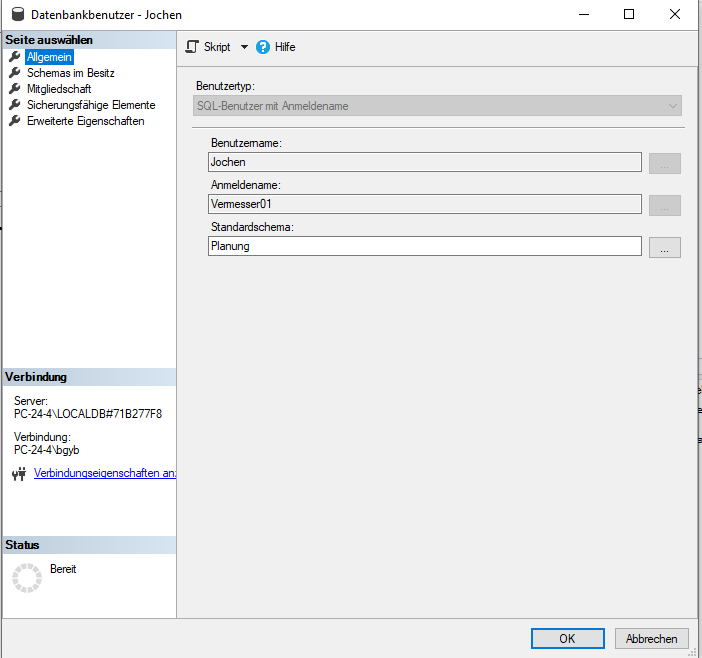 Datenbankbenutzer - Jochen
Seite auswählen
Allgemein
Schemas im Besitz
Mitgliedschaft
Sicherungsfähige Elemente
Erweiterte Eigenschaften
Skript
Hilfe
Benutzertyp:
SQL-Benutzer mit Anmeldename
Benutzername:
Jochen
...
Anmeldename:
Vermesser01
...
Standardschema:
Planung
...
Verbindung
Server:
PC-24-4\LOCALDB#71B277F8
Verbindung:
PC-24-4\bgyb
Verbindungseigenschaften anz
Status
Bereit
OK
Abbrechen